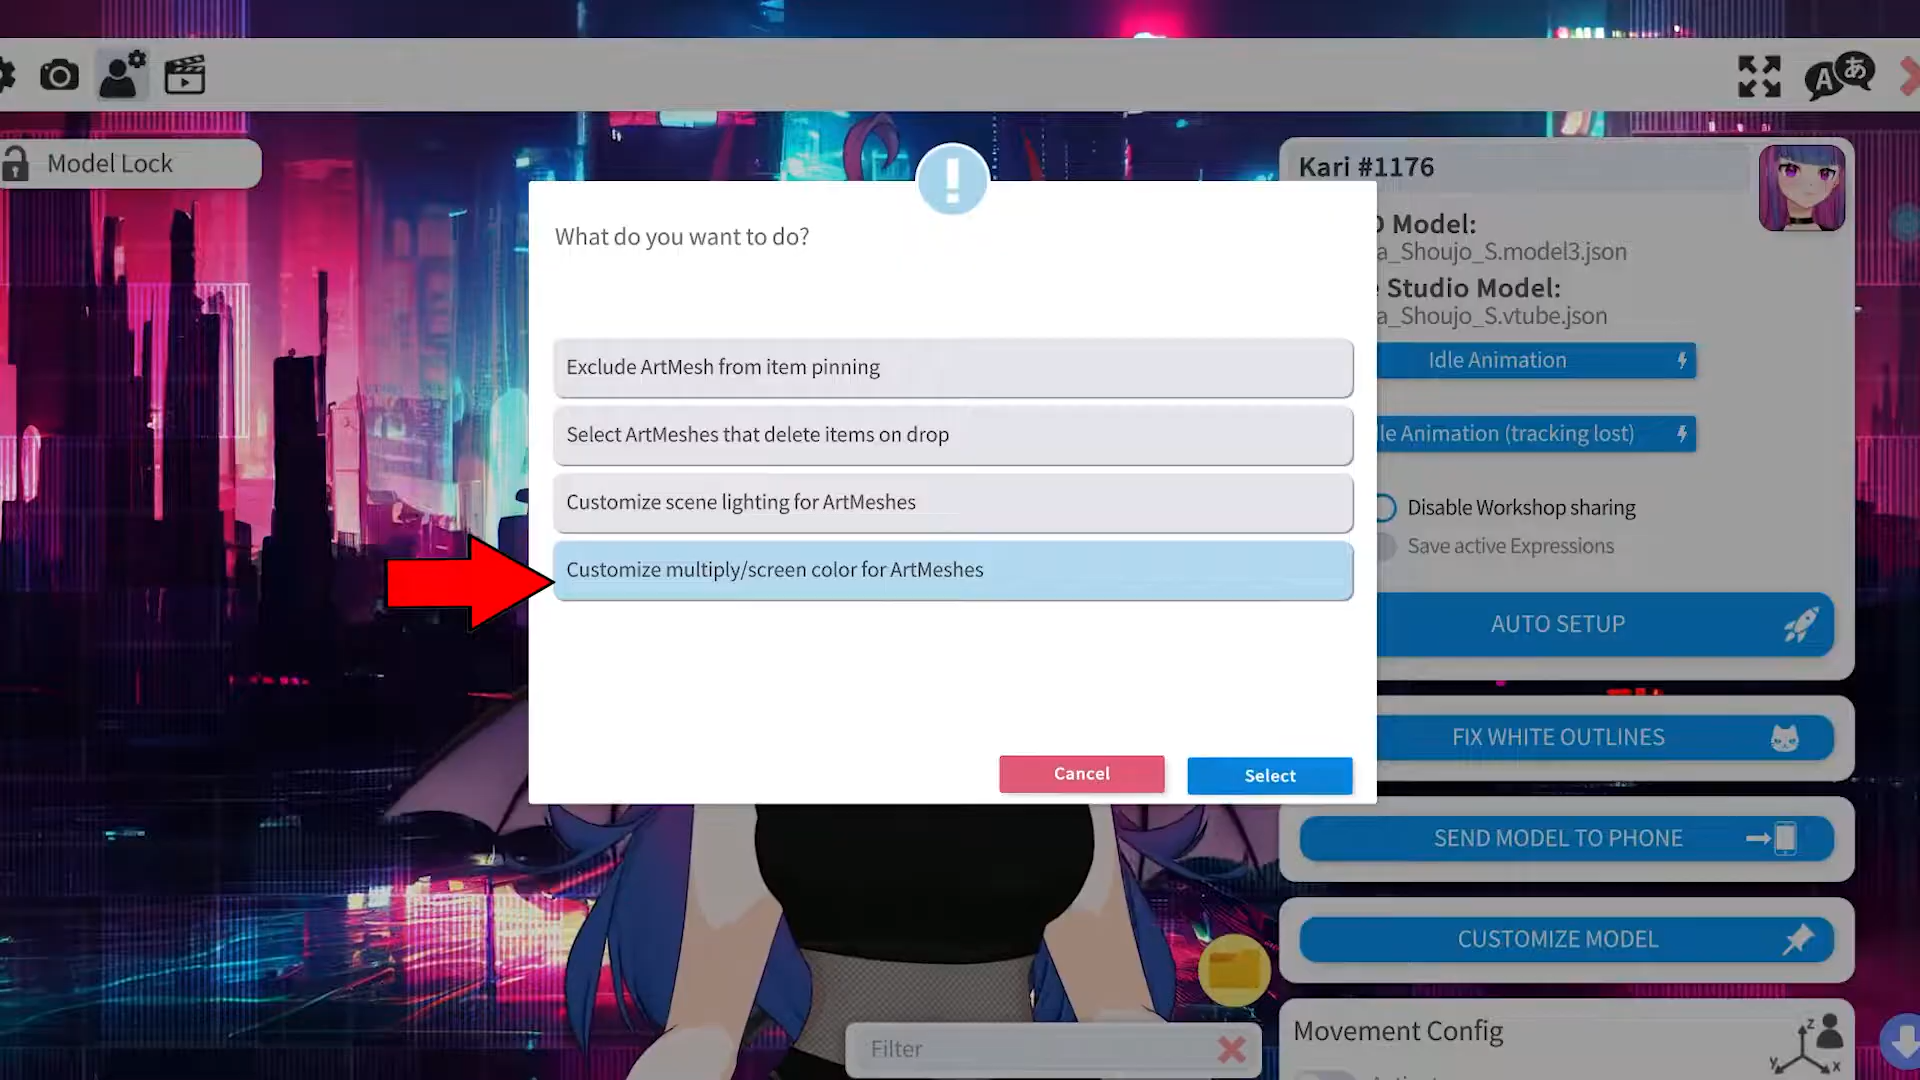 Model Lock
What do you want to do?
Exclude ArtMesh from item pinning
Select ArtMeshes that delete items on drop
Customize scene lighting for ArtMeshes
Customize multiply/screen color for ArtMeshes
Cancel
Select
Filter
A あ
Kari #1176
Model:
a_Shoujo_S.model3.json
Studio Model:
a_Shoujo_S.vtube.json
Idle Animation
le Animation (tracking lost)
Disable Workshop sharing
Save active Expressions
AUTO SETUP
FIX WHITE OUTLINES
SEND MODEL TO PHONE
CUSTOMIZE MODEL
Movement Config
Z
Y X